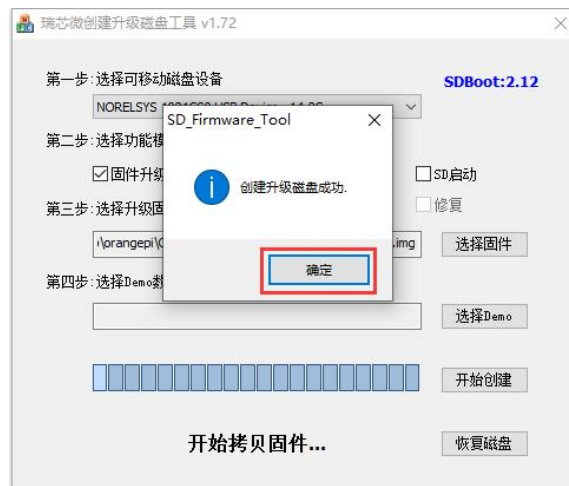 瑞芯微创建升级磁盘工具 v1.72
第一步:选择可移动磁盘设备
SDBoot:2.12
NORELSYS
SD_Firmware_Tool
第二步:选择功能模
固件升级
SD启动
创建升级磁盘成功.
修复
第三步:选择升级固
\orangepi\
.img
选择固件
确定
第四步:选择Demo数
选择Demo
开始创建
开始拷贝固件...
恢复磁盘